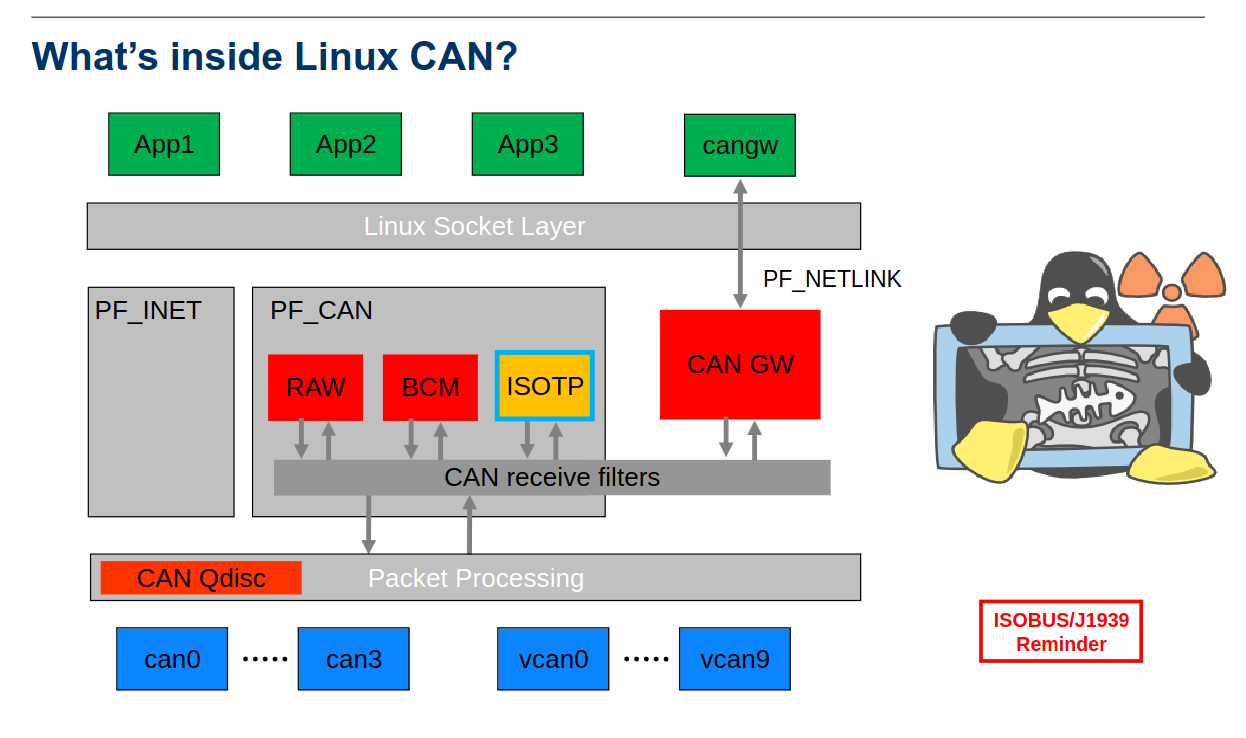 What's inside Linux CAN?
App1
App2
App3
cangw
Linux Socket Layer
PF_NETLINK
PF_INET
PF_CAN
RAW
BCM
ISOTP
CAN GW
CAN receive filters
CAN Qdisc
Packet Processing
can0
.....
can3
vcan0
.....
vcan9
ISOBUS/J1939
Reminder